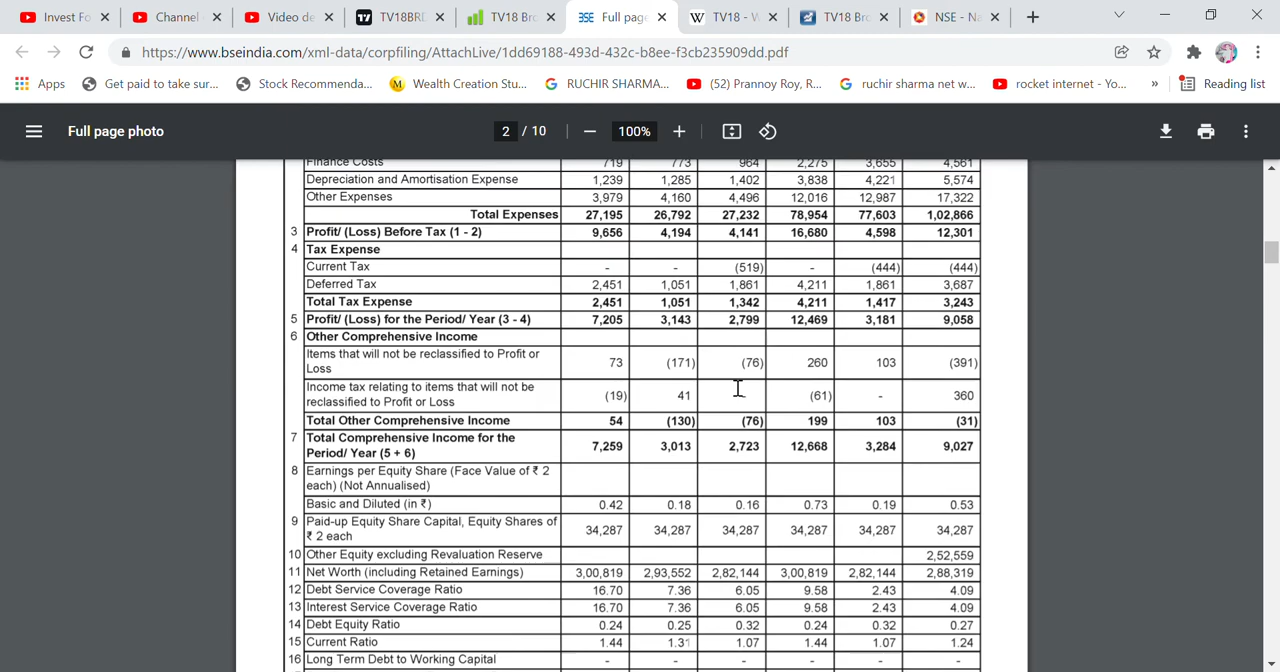 Invest Fo
Channel
Video de
TV18BRD
TV18 Bro
Full page
TV18 - W
TV18 Bro
NSE - Na
https://www.bseindia.com/xml-data/corpfiling/AttachLive/1dd69188-493d-432c-b8ee-f3cb235909dd.pdf
Apps Get paid to take sur... Stock Recommenda... Wealth Creation Stu... RUCHIR SHARMA... (52) Prannoy Roy, R... ruchir sharma net w... rocket internet - Yo... » Reading list
Full page photo 2 / 10 100%
Finance Costs 719 773 964 2,275 3,655 4,561
Depreciation and Amortisation Expense 1,239 1,285 1,402 3,838 4,221 5,574
Other Expenses 3,979 4,160 4,496 12,016 12,987 17,322
Total Expenses 27,195 26,792 27,232 78,954 77,603 1,02,866
3 Profit/ (Loss) Before Tax (1 - 2) 9,656 4,194 4,141 16,680 4,598 12,301
4 Tax Expense
Current Tax - - (519) - (444) (444)
Deferred Tax 2,451 1,051 1,861 4,211 1,861 3,687
Total Tax Expense 2,451 1,051 1,342 4,211 1,417 3,243
5 Profit/ (Loss) for the Period/ Year (3 - 4) 7,205 3,143 2,799 12,469 3,181 9,058
6 Other Comprehensive Income
Items that will not be reclassified to Profit or
Loss 73 (171) (76) 260 103 (391)
Income tax relating to items that will not be
reclassified to Profit or Loss (19) 41 - (61) - 360
Total Other Comprehensive Income 54 (130) (76) 199 103 (31)
7 Total Comprehensive Income for the
Period/ Year (5 + 6) 7,259 3,013 2,723 12,668 3,284 9,027
8 Earnings per Equity Share (Face Value of ₹ 2
each) (Not Annualised)
Basic and Diluted (in ₹) 0.42 0.18 0.16 0.73 0.19 0.53
9 Paid-up Equity Share Capital, Equity Shares of
₹ 2 each 34,287 34,287 34,287 34,287 34,287 34,287
10 Other Equity excluding Revaluation Reserve 2,52,559
11 Net Worth (including Retained Earnings) 3,00,819 2,93,552 2,82,144 3,00,819 2,82,144 2,88,319
12 Debt Service Coverage Ratio 16.70 7.36 6.05 9.58 2.43 4.09
13 Interest Service Coverage Ratio 16.70 7.36 6.05 9.58 2.43 4.09
14 Debt Equity Ratio 0.24 0.25 0.32 0.24 0.32 0.27
15 Current Ratio 1.44 1.31 1.07 1.44 1.07 1.24
16 Long Term Debt to Working Capital - - - - - -